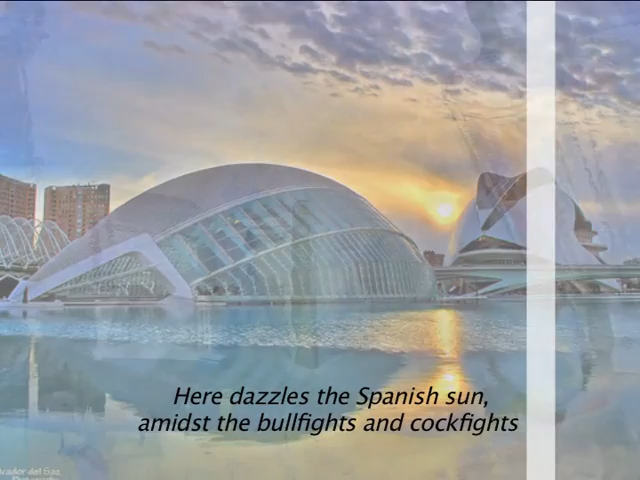 Here dazzles the Spanish sun,
amidst the bullfights and cockfights